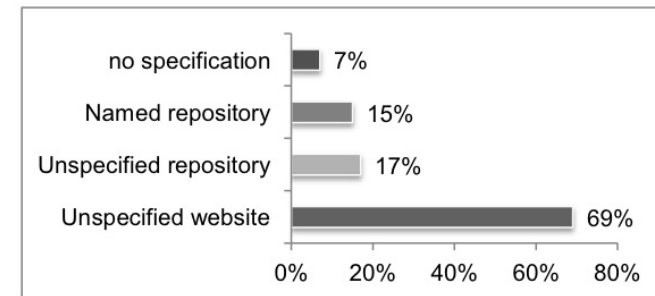 no specification 7%
Named repository 15%
Unspecified repository 17%
Unspecified website 69%
0% 20% 40% 60% 80%